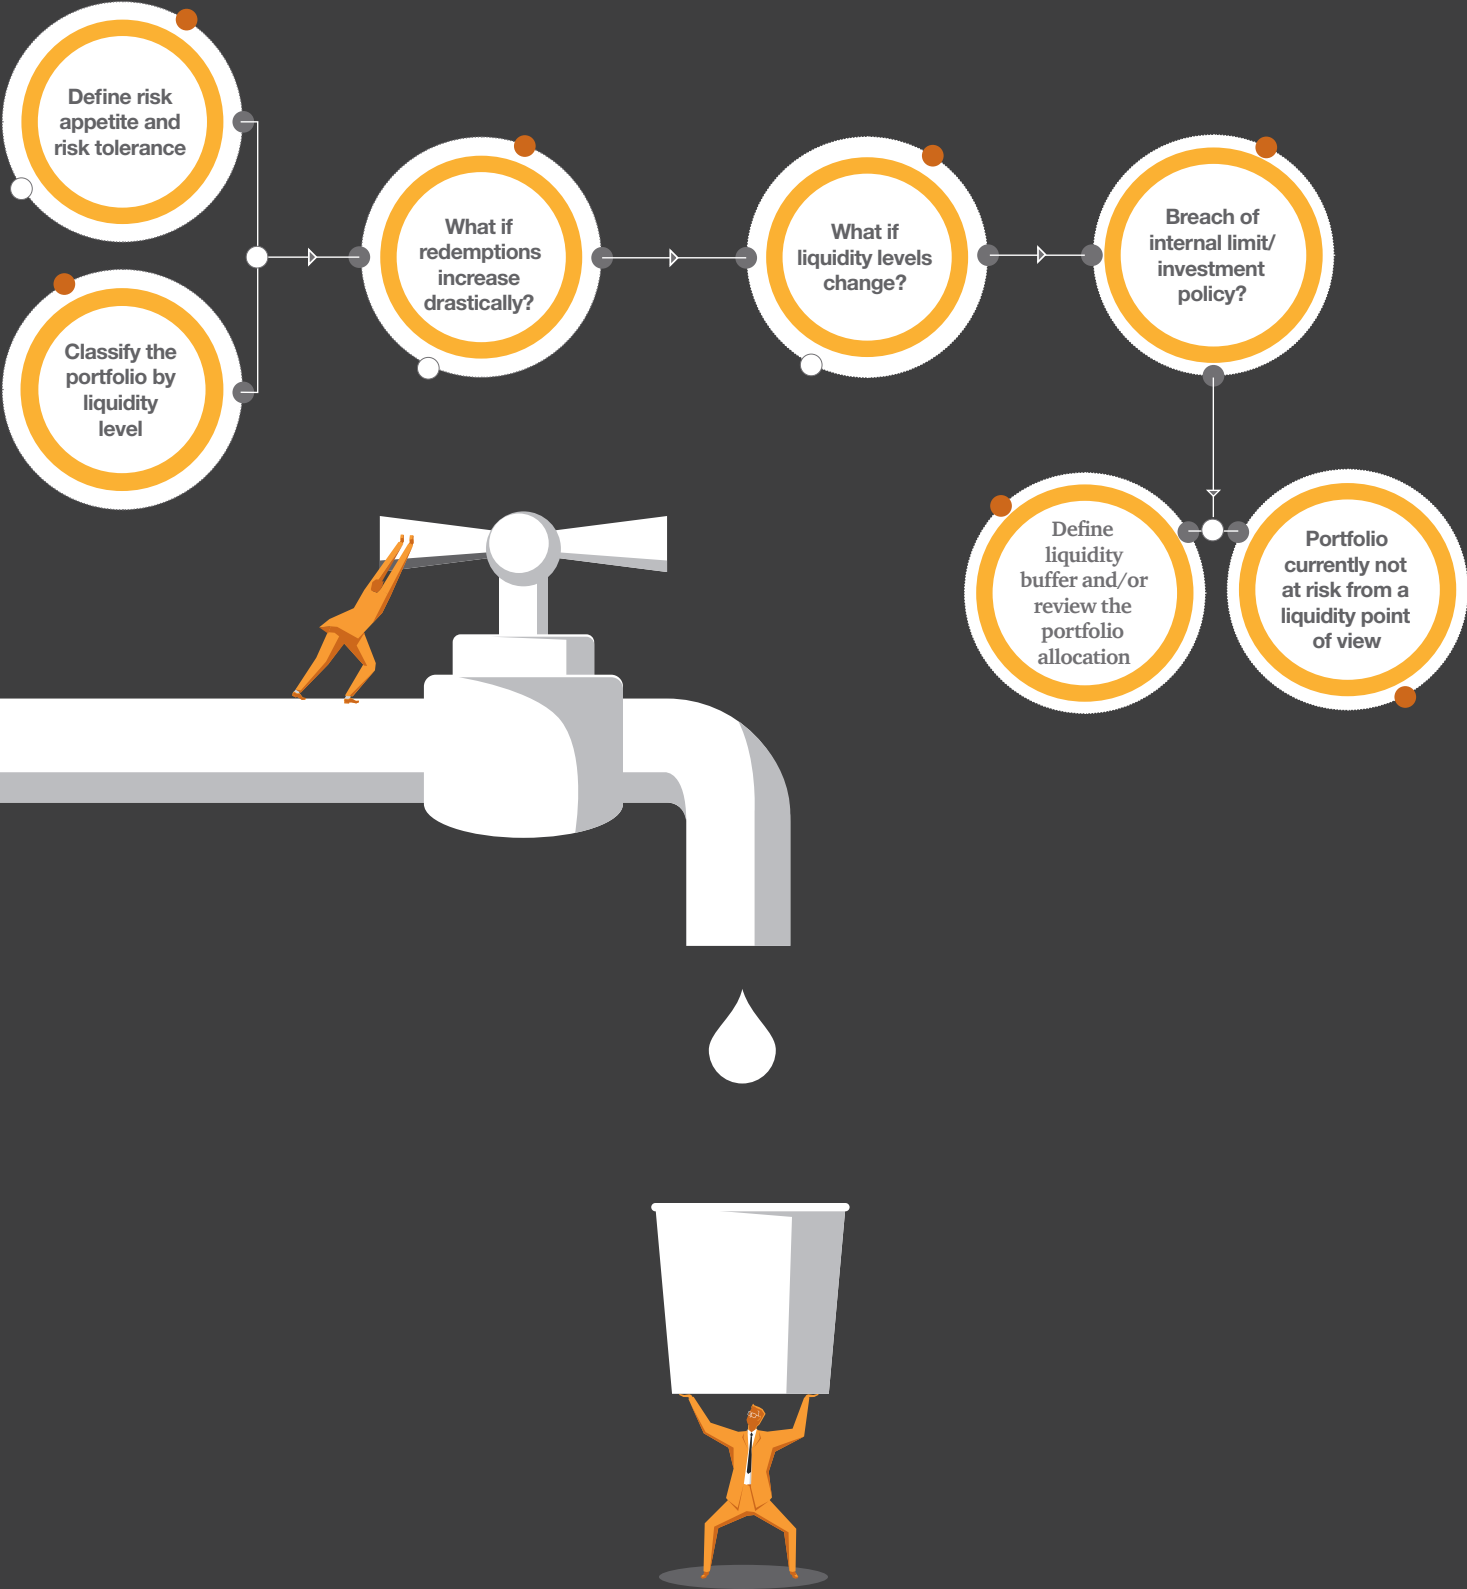 Define risk
appetite and
risk tolerance
Classify the
portfolio by
liquidity
level
What if
redemptions
increase
drastically?
What if
liquidity levels
change?
Breach of
internal limit/
investment
policy?
Define
liquidity
buffer and/or
review the
portfolio
allocation
Portfolio
currently not
at risk from a
liquidity point
of view